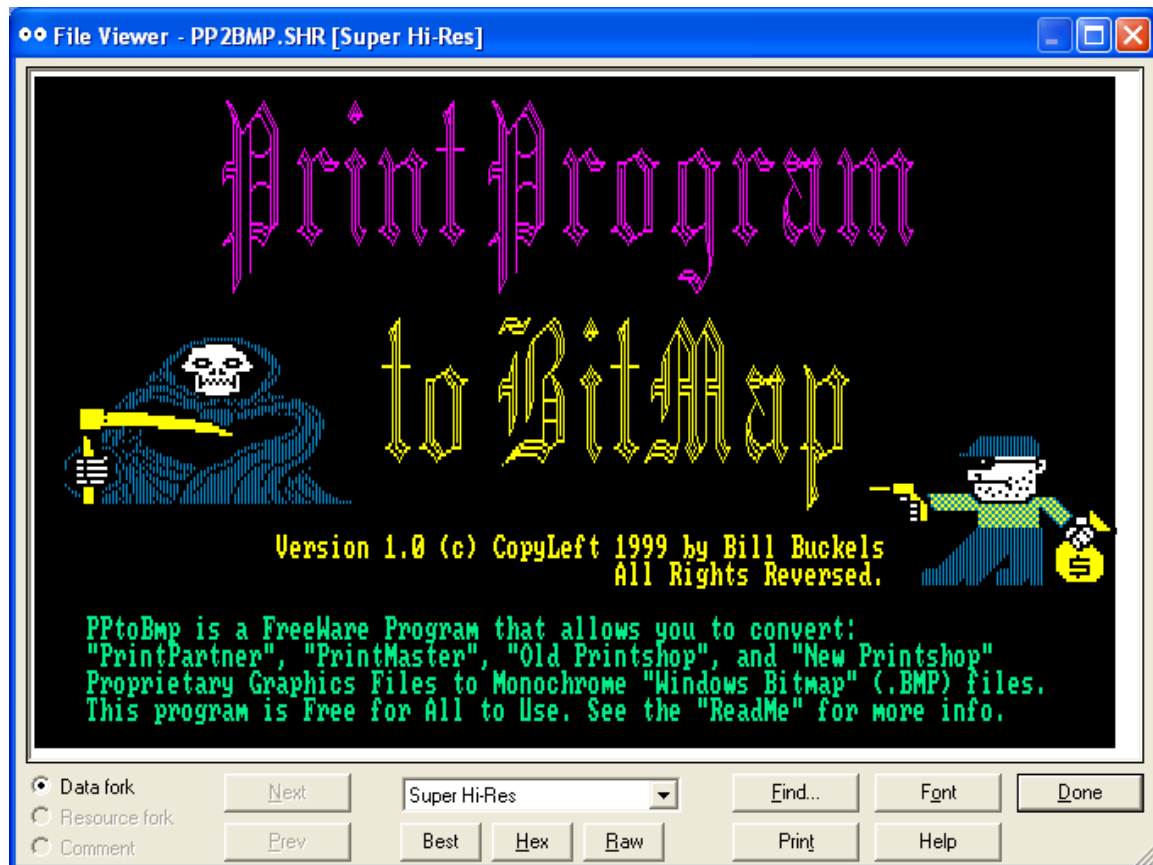 File Viewer - PP2BMP.SHR [Super Hi-Res]
Print Program
to BitMap
Version 1.0 (c) CopyLeft 1999 by Bill Buckels
All Rights Reversed.
$
PPtoBmp is a FreeWare Program that allows you to convert:
"PrintPartner", "PrintMaster", "Old Printshop", and "New Printshop"
Proprietary Graphics Files to Monochrome "Windows Bitmap" (.BMP) files.
This program is Free for All to Use. See the "ReadMe" for more info.
Data fork
Next
Super Hi-Res
Find...
Font
Done
Resource fork
Comment
Prev
Best
Hex
Raw
Print
Help